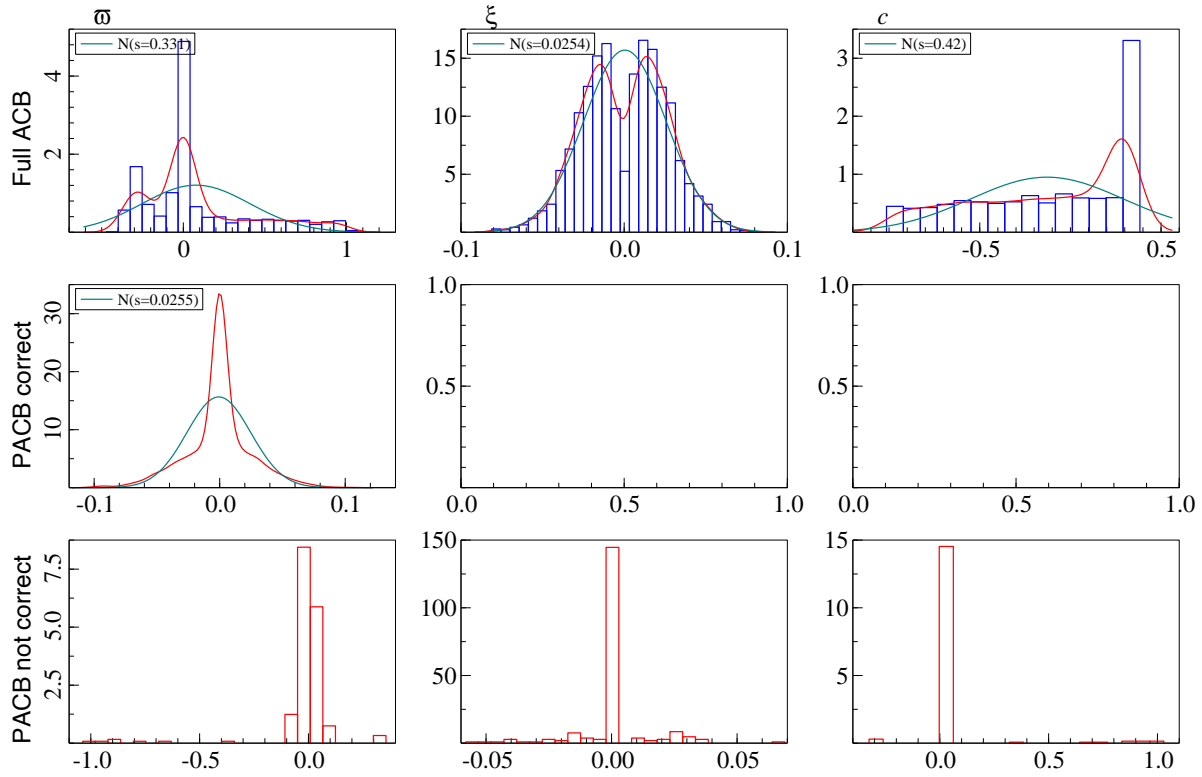 ϖ ξ c
Full ACB
N(s=0.331)
2 4
0 1
N(s=0.0254)
5 10 15
-0.1 0.0 0.1
N(s=0.42)
1 2 3
-0.5 0.5
PACB correct
N(s=0.0255)
10 20 30
-0.1 0.0 0.1
0.5 1.0
0.0 0.5 1.0
0.5 1.0
0.0 0.5 1.0
PACB not correct
2.5 5.0 7.5
-1.0 -0.5 0.0
50 100 150
-0.05 0.00 0.05
5 10 15
0.0 0.5 1.0